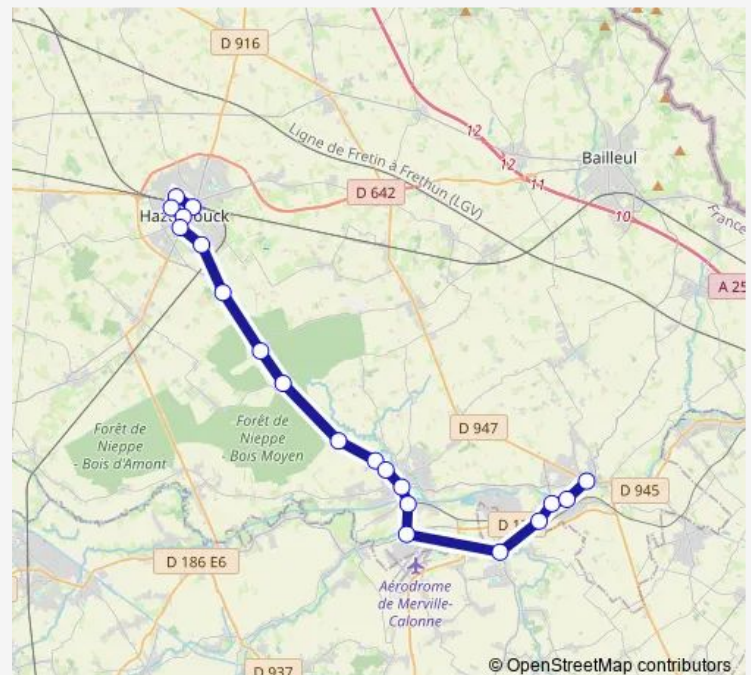 D 916
Ligne de Fretin à Frethun (LGV)
12
12
11
10
Bailleul
D 642
France
Hazebrouck
A 25
Forêt de
Nieppe
- Bois d'Amont
Forêt de
Nieppe
- Bois Moyen
D 947
D 945
D 186 E6
Aérodrome
de Merville-
Calonne
D 937
© OpenStreetMap contributors